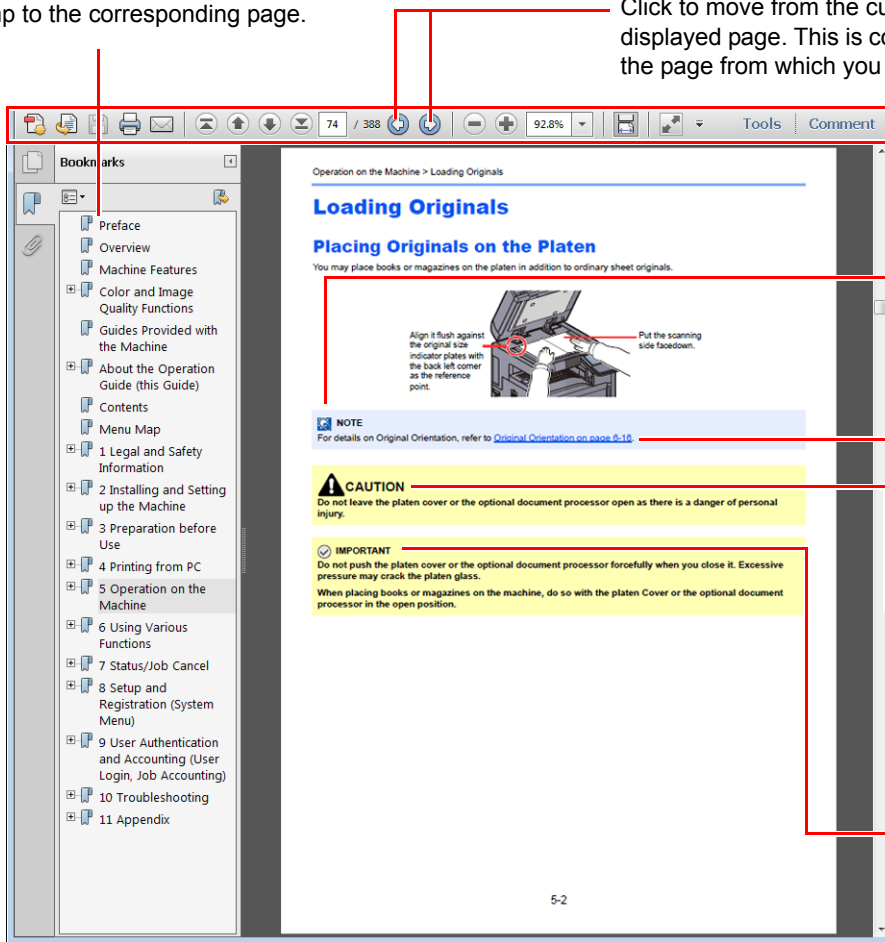 p to the corresponding page.
Click to move from the cu
displayed page. This is co
the page from which you
74 / 388
92.8%
Tools
Comment
Bookmarks
Preface
Overview
Machine Features
Color and Image
Quality Functions
Guides Provided with
the Machine
About the Operation
Guide (this Guide)
Contents
Menu Map
1 Legal and Safety
Information
2 Installing and Setting
up the Machine
3 Preparation before
Use
4 Printing from PC
5 Operation on the
Machine
6 Using Various
Functions
7 Status/Job Cancel
8 Setup and
Registration (System
Menu)
9 User Authentication
and Accounting (User
Login, Job Accounting)
10 Troubleshooting
11 Appendix
Operation on the Machine > Loading Originals
Loading Originals
Placing Originals on the Platen
You may place books or magazines on the platen in addition to ordinary sheet originals.
Align it flush against
the original size
indicator plates with
the back left corner
as the reference
point.
Put the scanning
side facedown.
NOTE
For details on Original Orientation, refer to Original Orientation on page 6-16.
CAUTION
Do not leave the platen cover or the optional document processor open as there is a danger of personal
injury.
IMPORTANT
Do not push the platen cover or the optional document processor forcefully when you close it. Excessive
pressure may crack the platen glass.
When placing books or magazines on the machine, do so with the platen Cover or the optional document
processor in the open position.
5-2